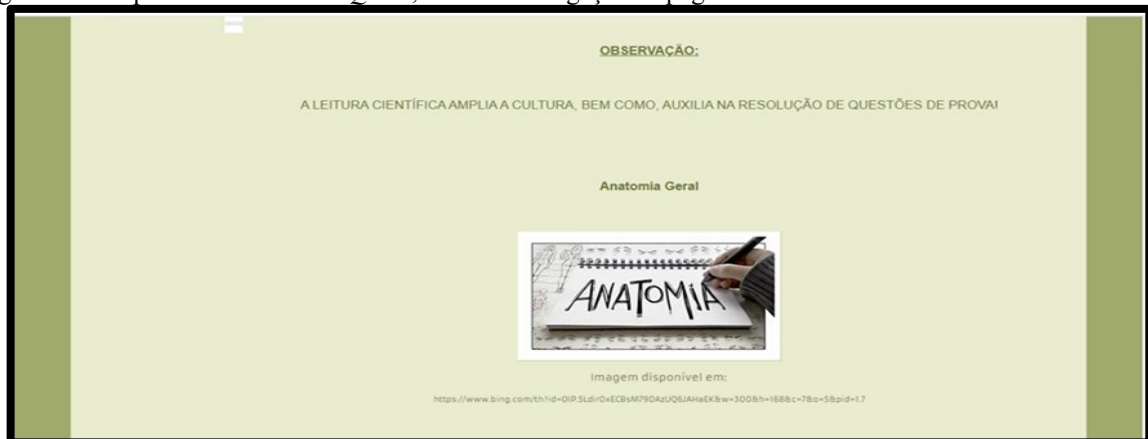 OBSERVAÇÃO:
A LEITURA CIENTÍFICA AMPLIA A CULTURA, BEM COMO, AUXILIA NA RESOLUÇÃO DE QUESTÕES DE PROVA!
Anatomia Geral
ANATOMIA
Imagem disponível em: